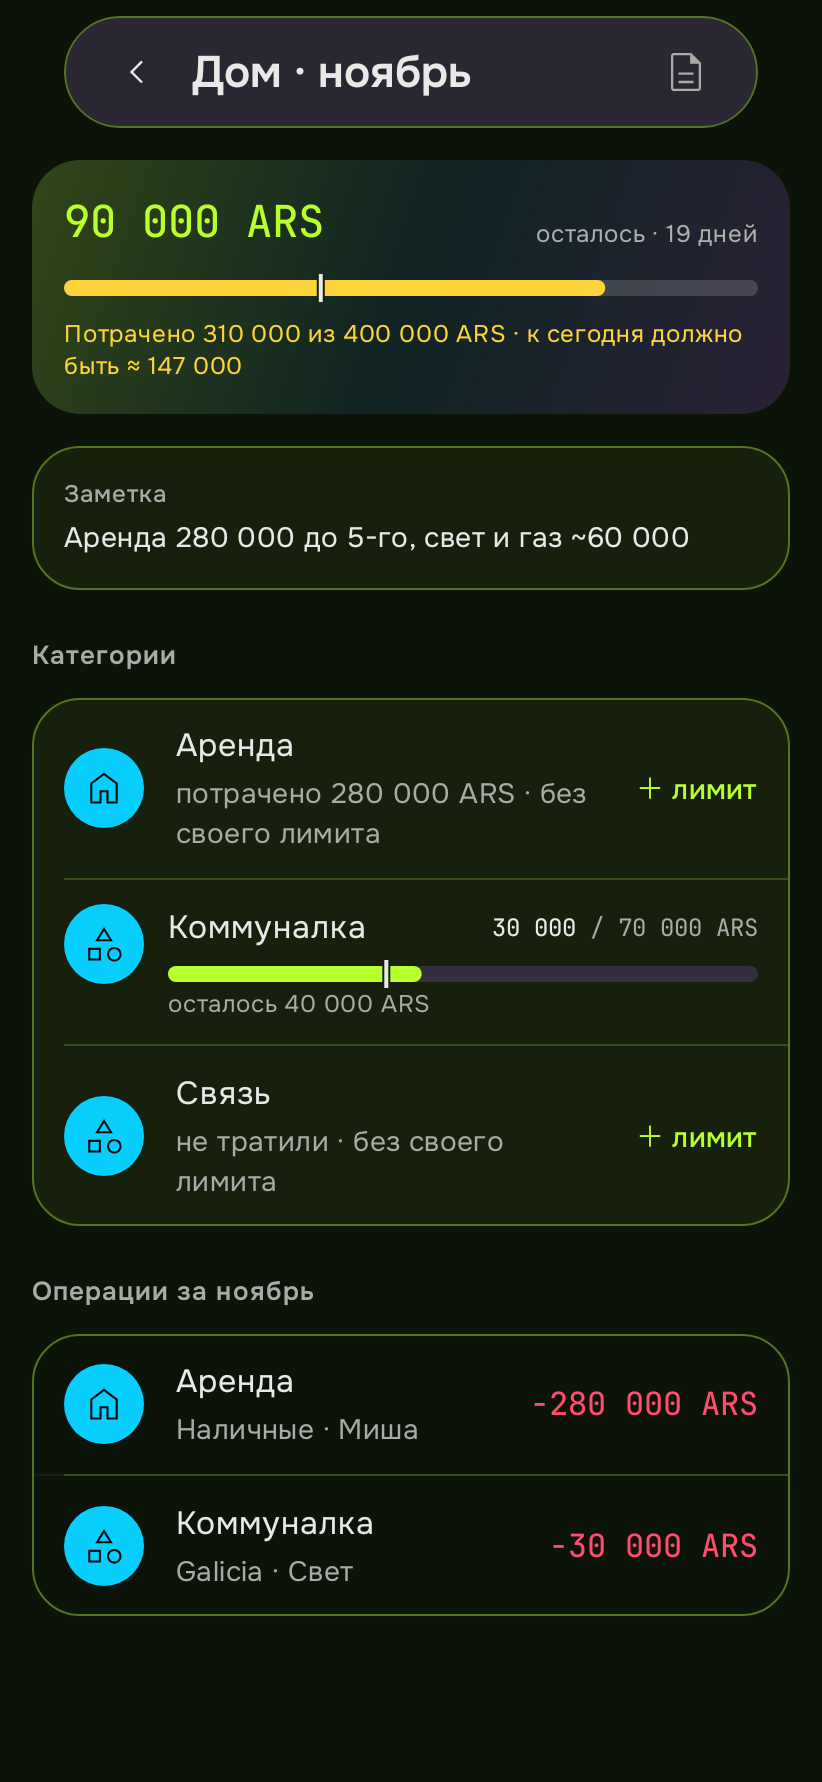 Дом · ноябрь
90 000 ARS
осталось · 19 дней
Потрачено 310 000 из 400 000 ARS · к сегодня должно
быть ≈ 147 000
Заметка
Аренда 280 000 до 5-го, свет и газ ~60 000
Категории
Аренда
потрачено 280 000 ARS · без
своего лимита
+ лимит
Коммуналка
30 000 / 70 000 ARS
осталось 40 000 ARS
Связь
не тратили · без своего
лимита
+ лимит
Операции за ноябрь
Аренда
Наличные · Миша
-280 000 ARS
Коммуналка
Galicia · Свет
-30 000 ARS